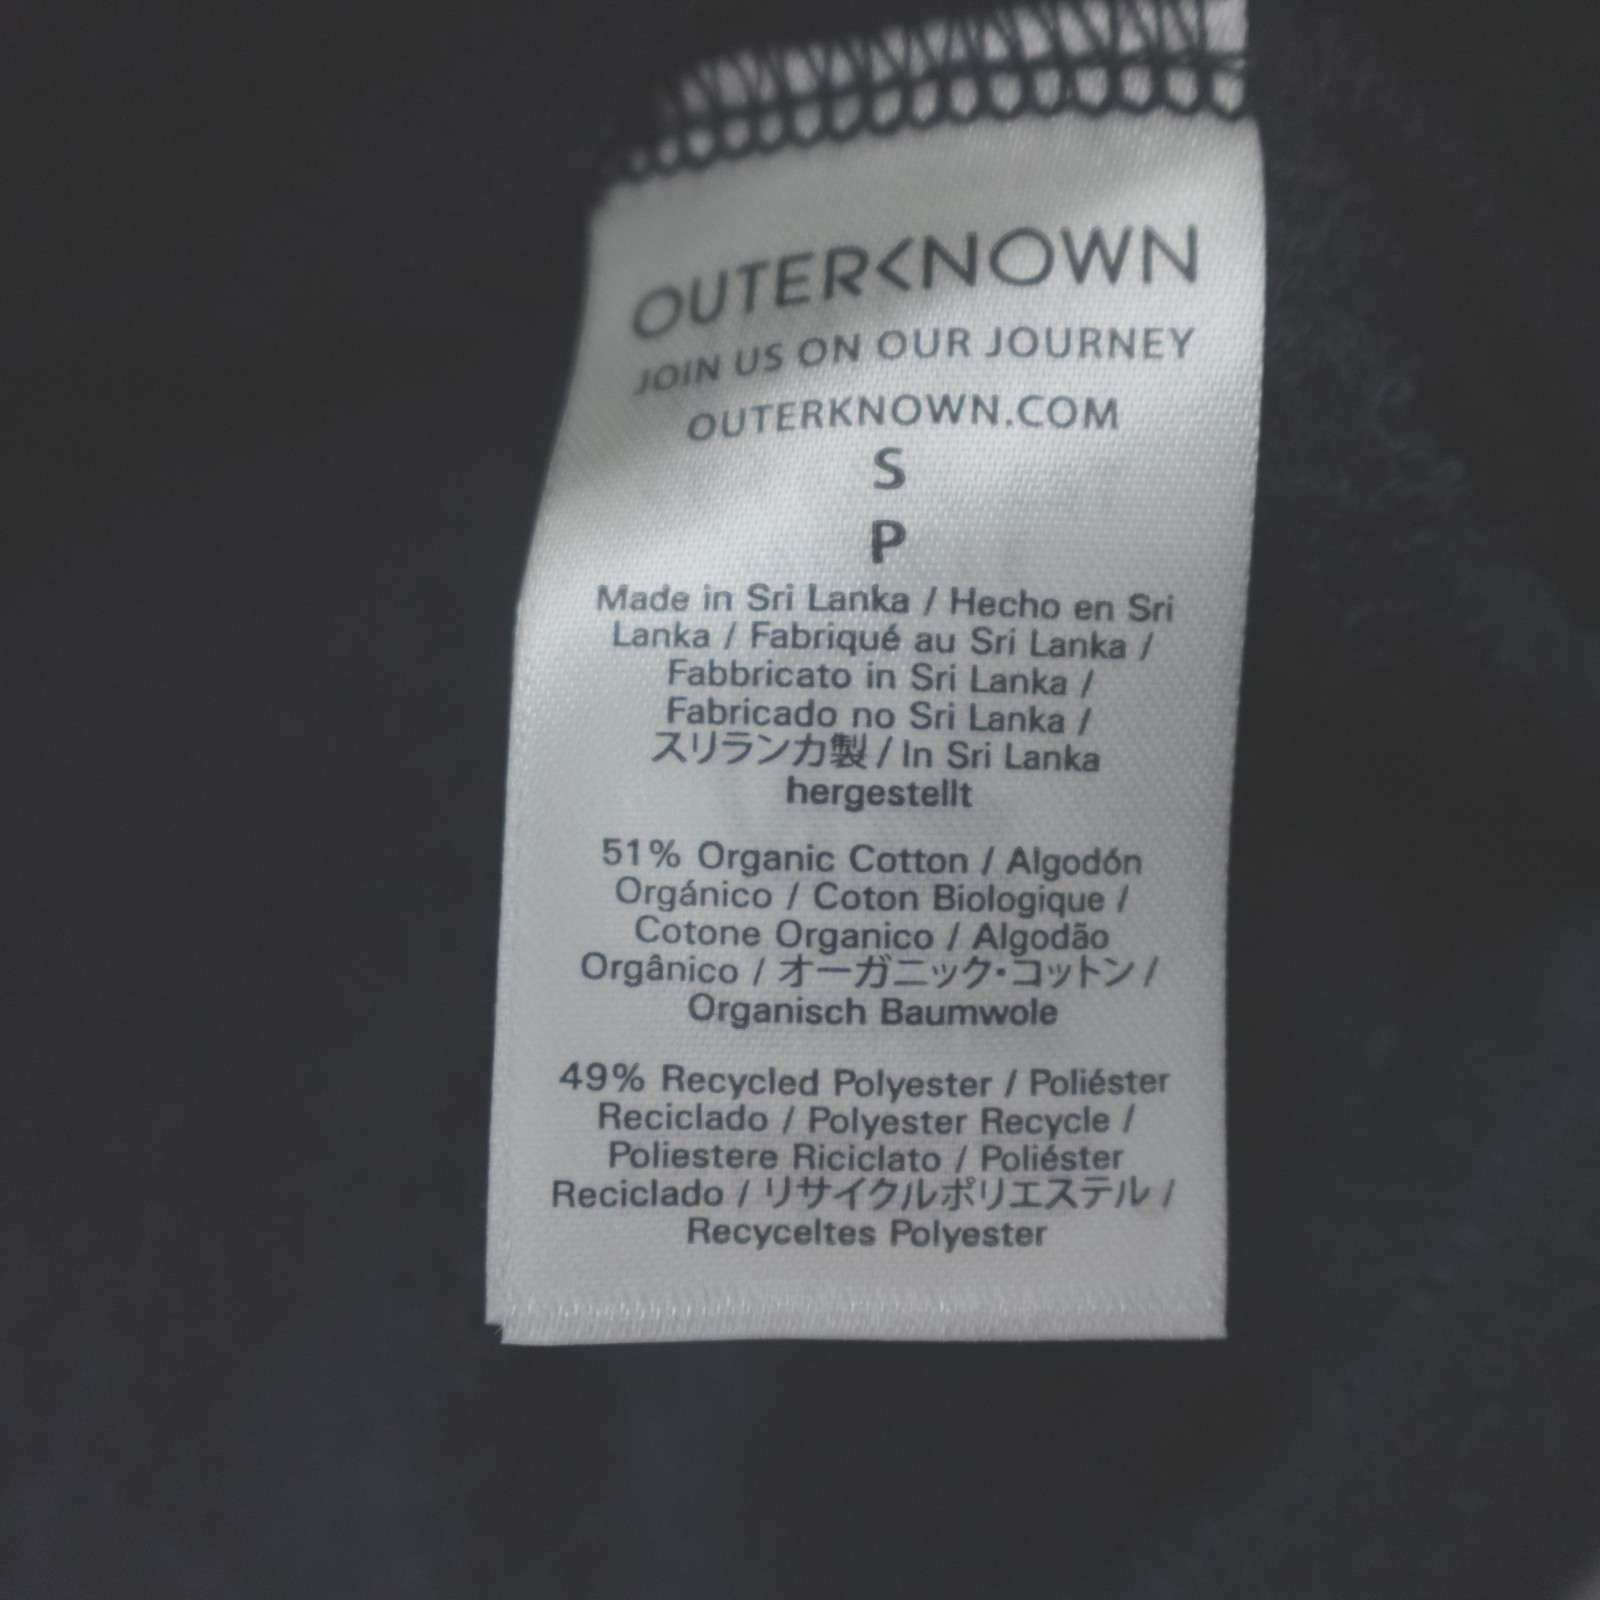 OUTERKNOWN
JOIN US ON OUR JOURNEY
OUTERKNOWN.COM
S
P
Made in Sri Lanka / Hecho en Sri
Lanka / Fabriqué au Sri Lanka /
Fabbricato in Sri Lanka /
Fabricado no Sri Lanka /
スリランカ製 / In Sri Lanka
hergestellt
51% Organic Cotton / Algodón
Orgánico / Coton Biologique /
Cotone Organico / Algodão
Orgânico / オーガニック・コットン /
Organisch Baumwole
49% Recycled Polyester / Poliéster
Reciclado / Polyester Recycle /
Poliestere Riciclato / Poliéster
Reciclado / リサイクルポリエステル /
Recyceltes Polyester